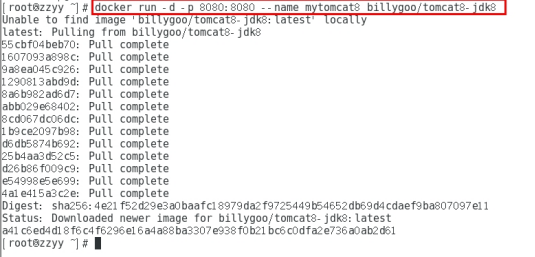 [root@zzyy ~]# docker run -d -p 8080:8080 --name mytomcat8 billygoo/tomcat8-jdk8
Unable to find image 'billygoo/tomcat8-jdk8:latest' locally
latest: Pulling from billygoo/tomcat8-jdk8
55cbf04beb70: Pull complete
1607093a898c: Pull complete
9a8ea045c926: Pull complete
1290813abd9d: Pull complete
8a6b982ad6d7: Pull complete
abb029e68402: Pull complete
8cd067dc06dc: Pull complete
1b9ce2097b98: Pull complete
d6db5874b692: Pull complete
25b4aa3d52c5: Pull complete
d26b86f009c9: Pull complete
e54998e5e699: Pull complete
4a1e415a3c2e: Pull complete
Digest: sha256:4e21f52d29e3a0baafc18979da2f9725449b54652db69d4cdaef9ba807097e11
Status: Downloaded newer image for billygoo/tomcat8-jdk8:latest
a41c6ed4d18f6c4f6296e16a4a88ba3307e938f0b21bc6c0dfa2e736a0ab2d61
[root@zzyy ~]#